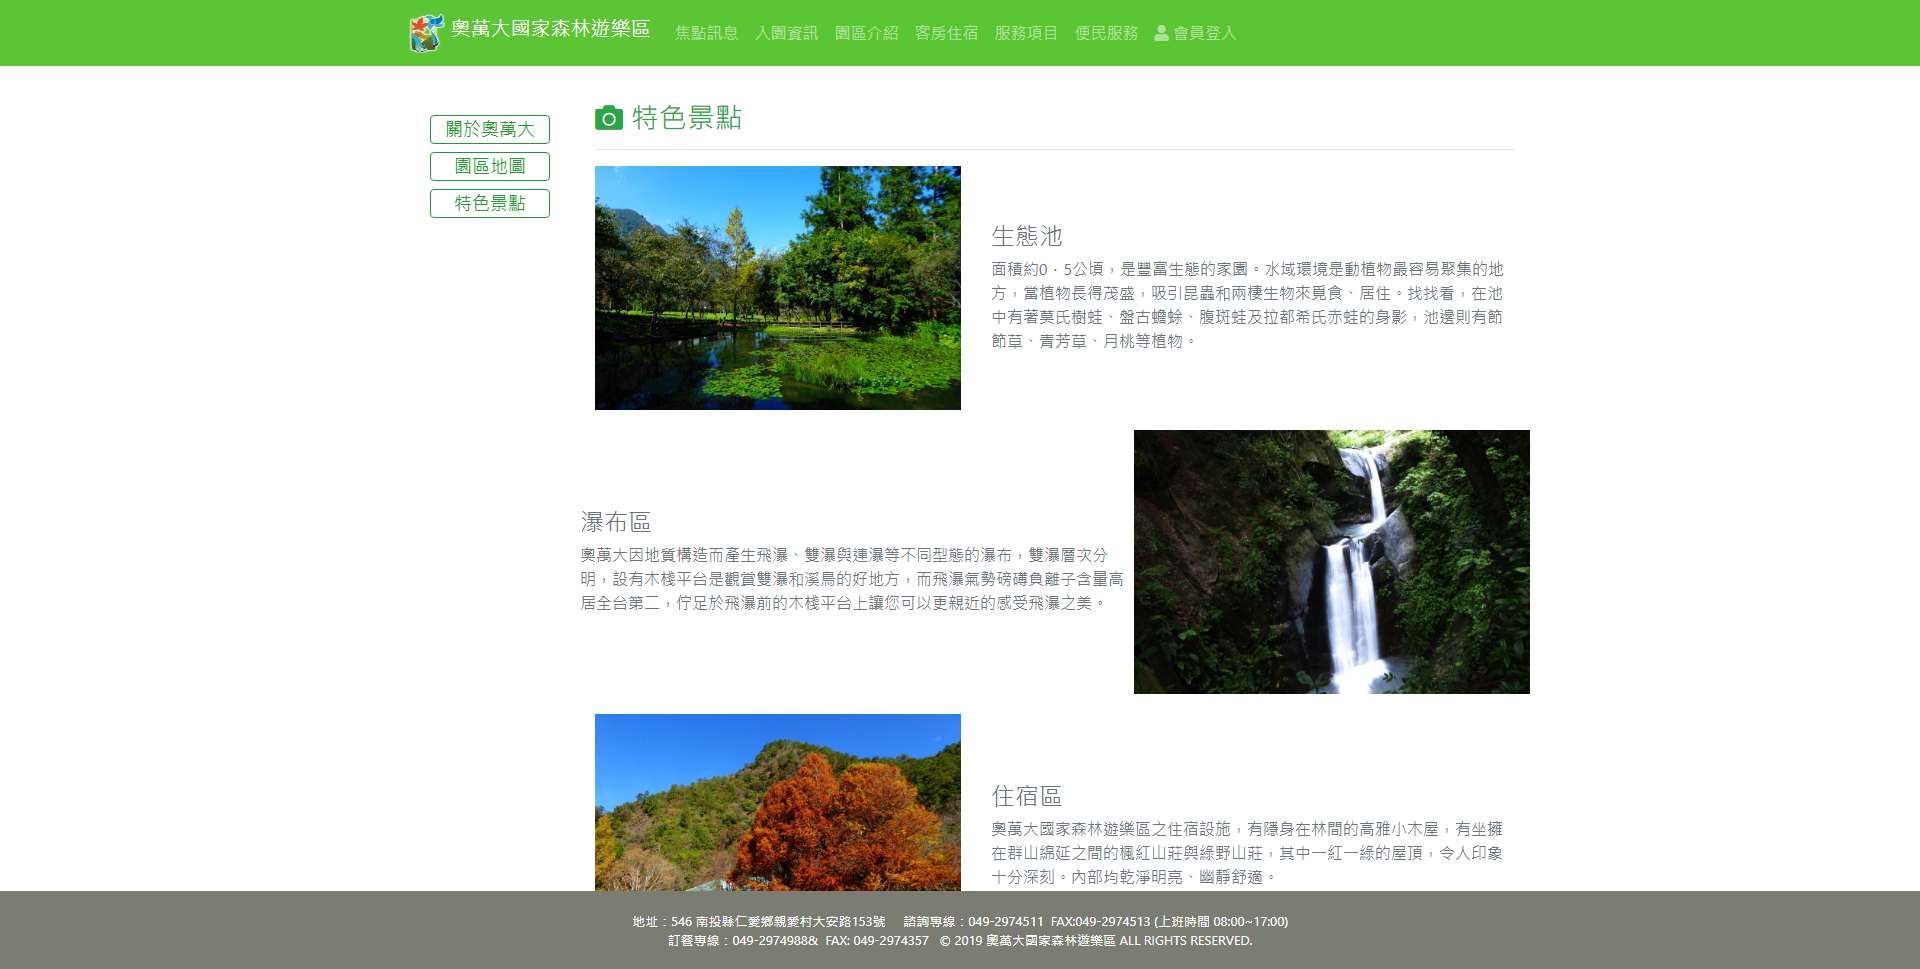 奧萬大國家森林遊樂區
焦點訊息 入園資訊 園區介紹 客房住宿 服務項目 便民服務 會員登入
關於奧萬大
園區地圖
特色景點
特色景點
生態池
面積約0．5公頃，是豐富生態的家園。水域環境是動植物最容易聚集的地
方，當植物長得茂盛，吸引昆蟲和兩棲生物來覓食、居住。找找看，在池
中有著莫氏樹蛙、盤古蟾蜍、腹斑蛙及拉都希氏赤蛙的身影，池邊則有節
節草、青芳草、月桃等植物。
瀑布區
奧萬大因地質構造而產生飛瀑、雙瀑與連瀑等不同型態的瀑布，雙瀑層次分
明，設有木棧平台是觀賞雙瀑和溪鳥的好地方，而飛瀑氣勢磅礡負離子含量高
居全台第二，佇足於飛瀑前的木棧平台上讓您可以更親近的感受飛瀑之美。
住宿區
奧萬大國家森林遊樂區之住宿設施，有隱身在林間的高雅小木屋，有坐擁
在群山綿延之間的楓紅山莊與綠野山莊，其中一紅一綠的屋頂，令人印象
十分深刻。內部均乾淨明亮、幽靜舒適。
地址：546 南投縣仁愛鄉親愛村大安路153號 諮詢專線：049-2974511 FAX:049-2974513 (上班時間 08:00~17:00)
訂餐專線：049-2974988& FAX: 049-2974357 © 2019 奧萬大國家森林遊樂區 ALL RIGHTS RESERVED.